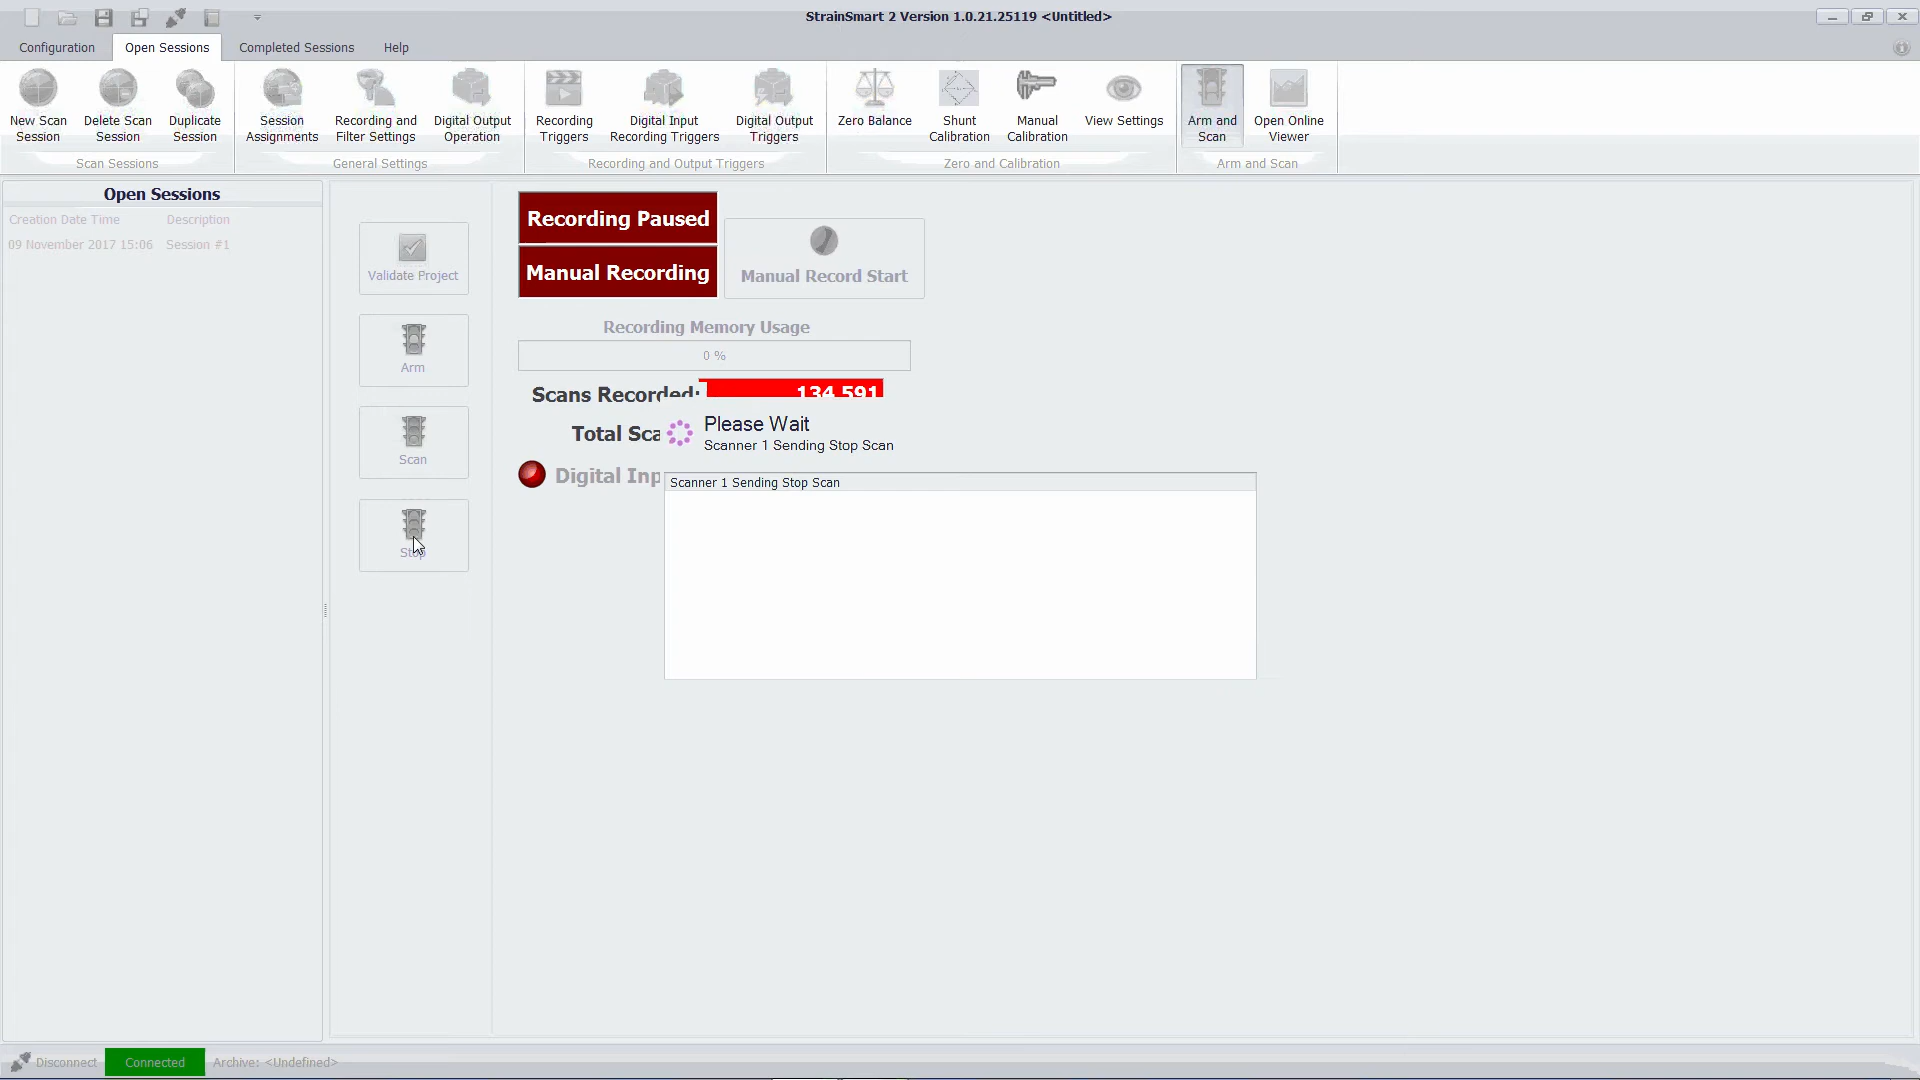 StrainSmart 2 Version 1.0.21.25119 <Untitled>
Configuration
Open Sessions
Completed Sessions
Help
New Scan
Session
Delete Scan
Session
Duplicate
Session
Scan Sessions
Session
Assignments
Recording and
Filter Settings
Digital Output
Operation
General Settings
Recording
Triggers
Digital Input
Recording Triggers
Digital Output
Triggers
Recording and Output Triggers
Zero Balance
Shunt
Calibration
Manual
Calibration
View Settings
Zero and Calibration
Arm and
Scan
Open Online
Viewer
Arm and Scan
Open Sessions
Creation Date Time
Description
09 November 2017 15:06
Session #1
Validate Project
Arm
Scan
Stop
Recording Paused
Manual Recording
Manual Record Start
Recording Memory Usage
0 %
Scans Recorded:
134,591
Total Sca
Digital Inp
Please Wait
Scanner 1 Sending Stop Scan
Scanner 1 Sending Stop Scan
Disconnect
Connected
Archive: <Undefined>